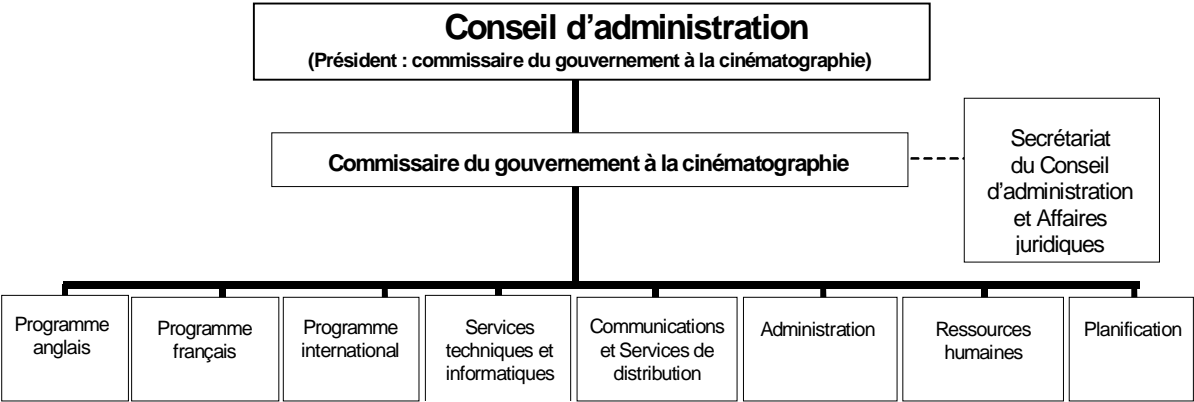 Conseil d’administration
(Président : commissaire du gouvernement à la cinématographie)
Commissaire du gouvernement à la cinématographie
Secrétariat
du Conseil
d’administration
et Affaires
juridiques
Programme
anglais
Programme
français
Programme
international
Services
techniques et
informatiques
Communications
et Services de
distribution
Administration
Ressources
humaines
Planification